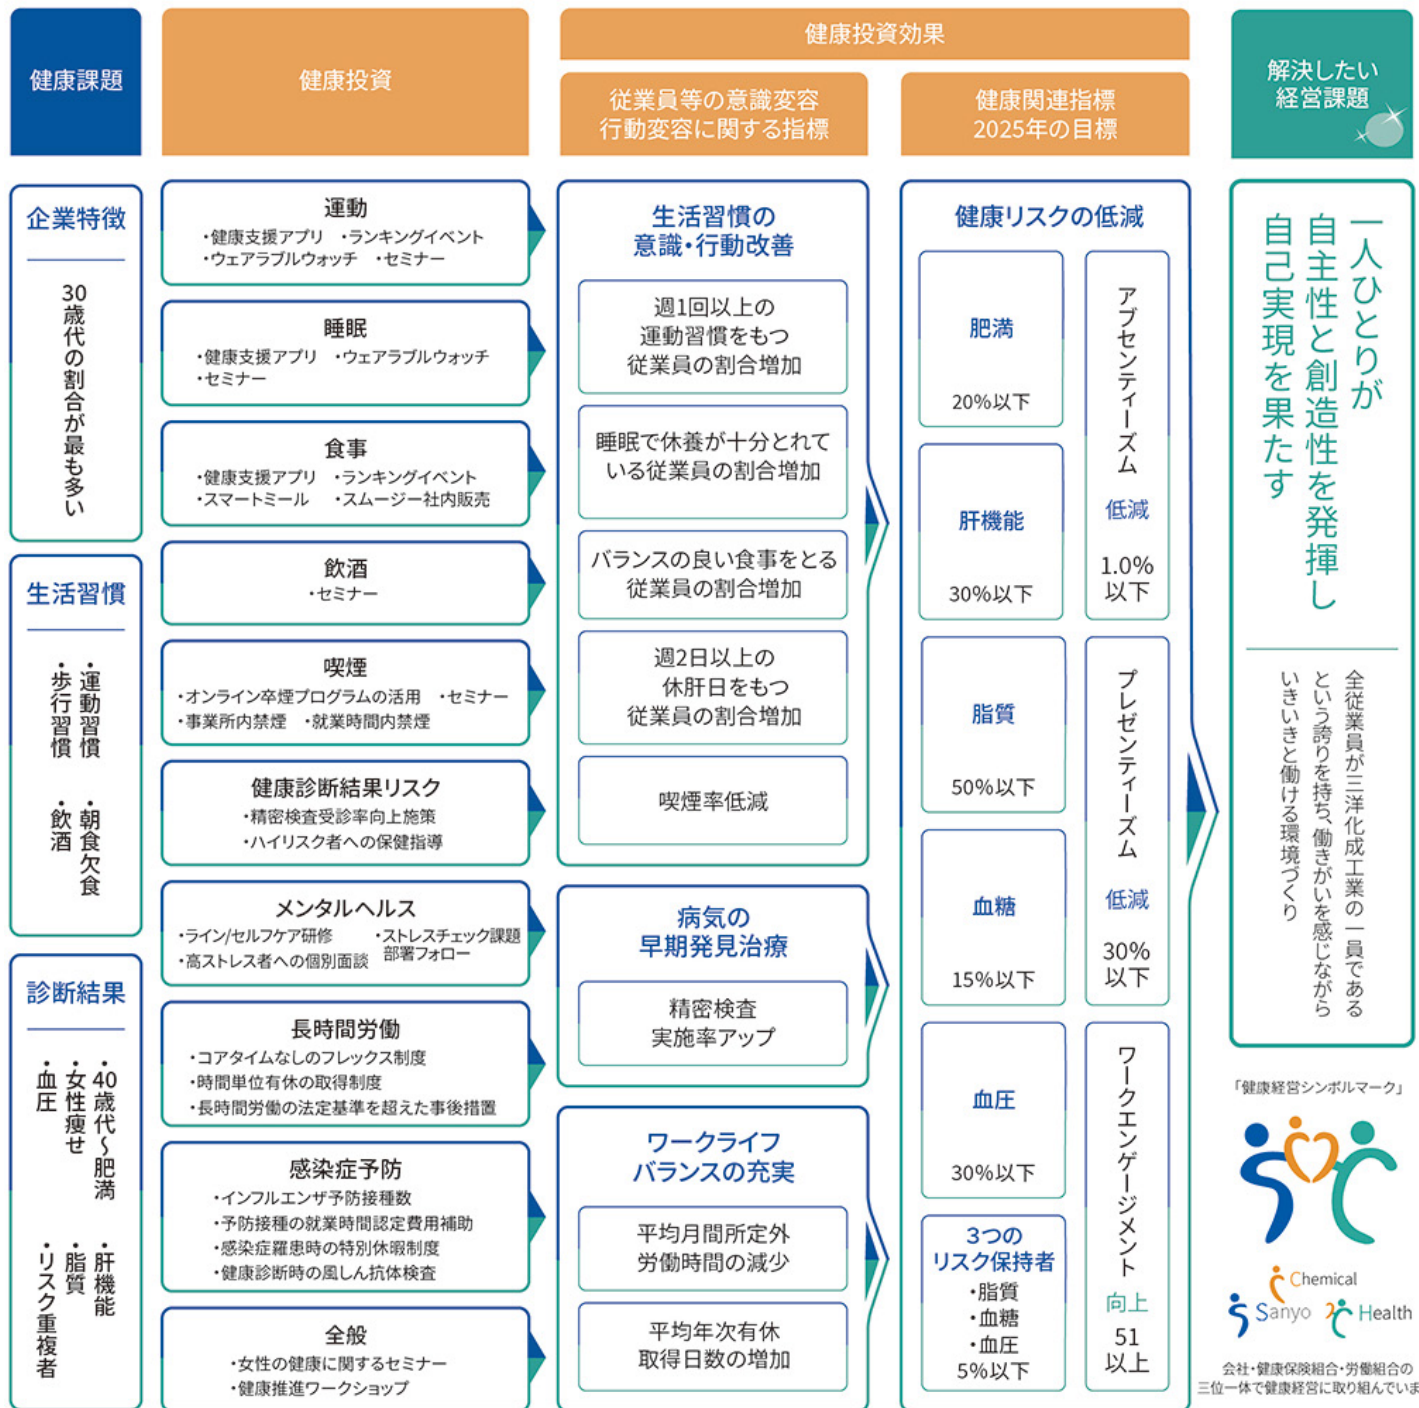 健康課題
健康投資
健康投資効果
従業員等の意識変容
行動変容に関する指標
健康関連指標
2025年の目標
解決したい
経営課題
企業特徴
30歳代の割合が最も多い
生活習慣
・運動習慣
・歩行習慣
・朝食欠食
・飲酒
診断結果
・40歳代～肥満
・女性痩せ
・血圧
・肝機能
・脂質
・リスク重複者
運動
・健康支援アプリ ・ランキングイベント
・ウェアラブルウォッチ ・セミナー
睡眠
・健康支援アプリ ・ウェアラブルウォッチ
・セミナー
食事
・健康支援アプリ ・ランキングイベント
・スマートミール ・スムージー社内販売
飲酒
・セミナー
喫煙
・オンライン卒煙プログラムの活用 ・セミナー
・事業所内禁煙 ・就業時間内禁煙
健康診断結果リスク
・精密検査受診率向上施策
・ハイリスク者への保健指導
メンタルヘルス
・ライン/セルフケア研修
・高ストレス者への個別面談
・ストレスチェック課題
部署フォロー
長時間労働
・コアタイムなしのフレックス制度
・時間単位有休の取得制度
・長時間労働の法定基準を超えた事後措置
感染症予防
・インフルエンザ予防接種数
・予防接種の就業時間認定費用補助
・感染症罹患時の特別休暇制度
・健康診断時の風しん抗体検査
全般
・女性の健康に関するセミナー
・健康推進ワークショップ
生活習慣の
意識・行動改善
週1回以上の
運動習慣をもつ
従業員の割合増加
睡眠で休養が十分とれて
いる従業員の割合増加
バランスの良い食事をとる
従業員の割合増加
週2日以上の
休肝日をもつ
従業員の割合増加
喫煙率低減
病気の
早期発見治療
精密検査
実施率アップ
ワークライフ
バランスの充実
平均月間所定外
労働時間の減少
平均年次有休
取得日数の増加
健康リスクの低減
肥満
20%以下
肝機能
30%以下
脂質
50%以下
血糖
15%以下
血圧
30%以下
3つの
リスク保持者
・脂質
・血糖
・血圧
5%以下
アブセンティーズム
低減
1.0%
以下
プレゼンティーズム
低減
30%
以下
ワークエンゲージメント
向上
51
以上
一人ひとりが
自主性と創造性を発揮し
自己実現を果たす
全従業員が三洋化成工業の一員である
という誇りを持ち、働きがいを感じながら
いきいきと働ける環境づくり
「健康経営シンボルマーク」
Chemical
Sanyo Health
会社・健康保険組合・労働組合の
三位一体で健康経営に取り組んでいま